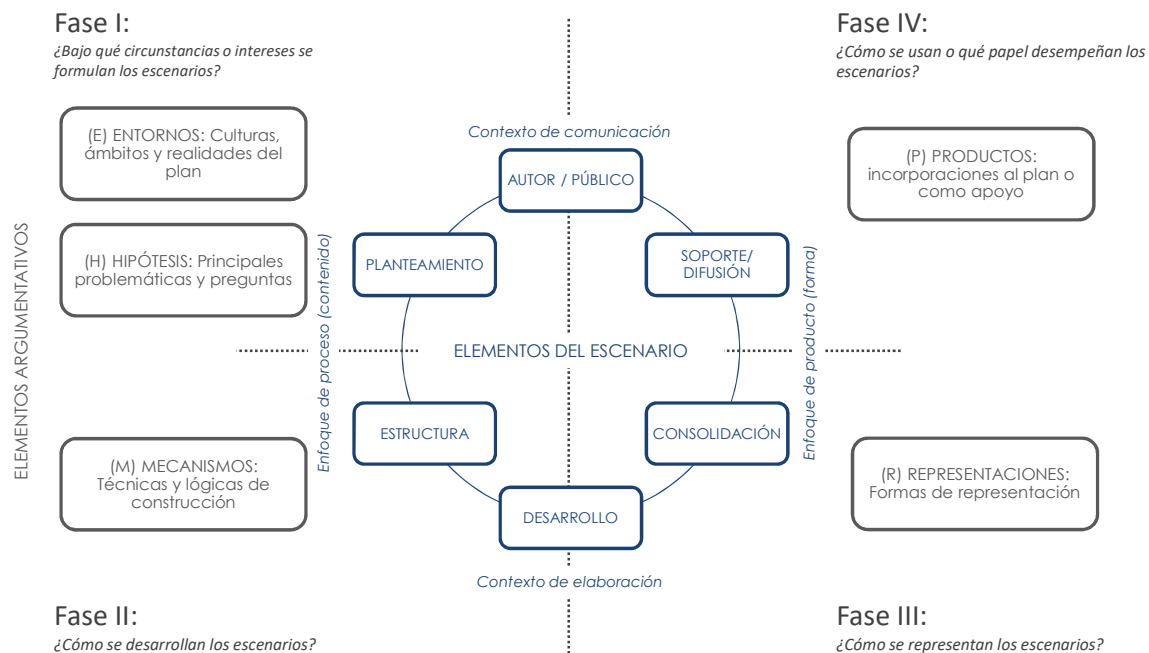 Fase I:
¿Bajo qué circunstancias o intereses se
formulan los escenarios?
Fase IV:
¿Cómo se usan o qué papel desempeñan los
escenarios?
(E) ENTORNOS: Culturas,
ámbitos y realidades del
plan
(H) HIPÓTESIS: Principales
problemáticas y preguntas
(M) MECANISMOS:
Técnicas y lógicas de
construcción
ELEMENTOS ARGUMENTATIVOS
Enfoque de proceso (contenido)
Contexto de comunicación
AUTOR / PÚBLICO
PLANTEAMIENTO
SOPORTE/
DIFUSIÓN
ELEMENTOS DEL ESCENARIO
ESTRUCTURA
CONSOLIDACIÓN
DESARROLLO
Contexto de elaboración
Enfoque de producto (forma)
(P) PRODUCTOS:
incorporaciones al plan o
como apoyo
(R) REPRESENTACIONES:
Formas de representación
Fase II:
¿Cómo se desarrollan los escenarios?
Fase III:
¿Cómo se representan los escenarios?